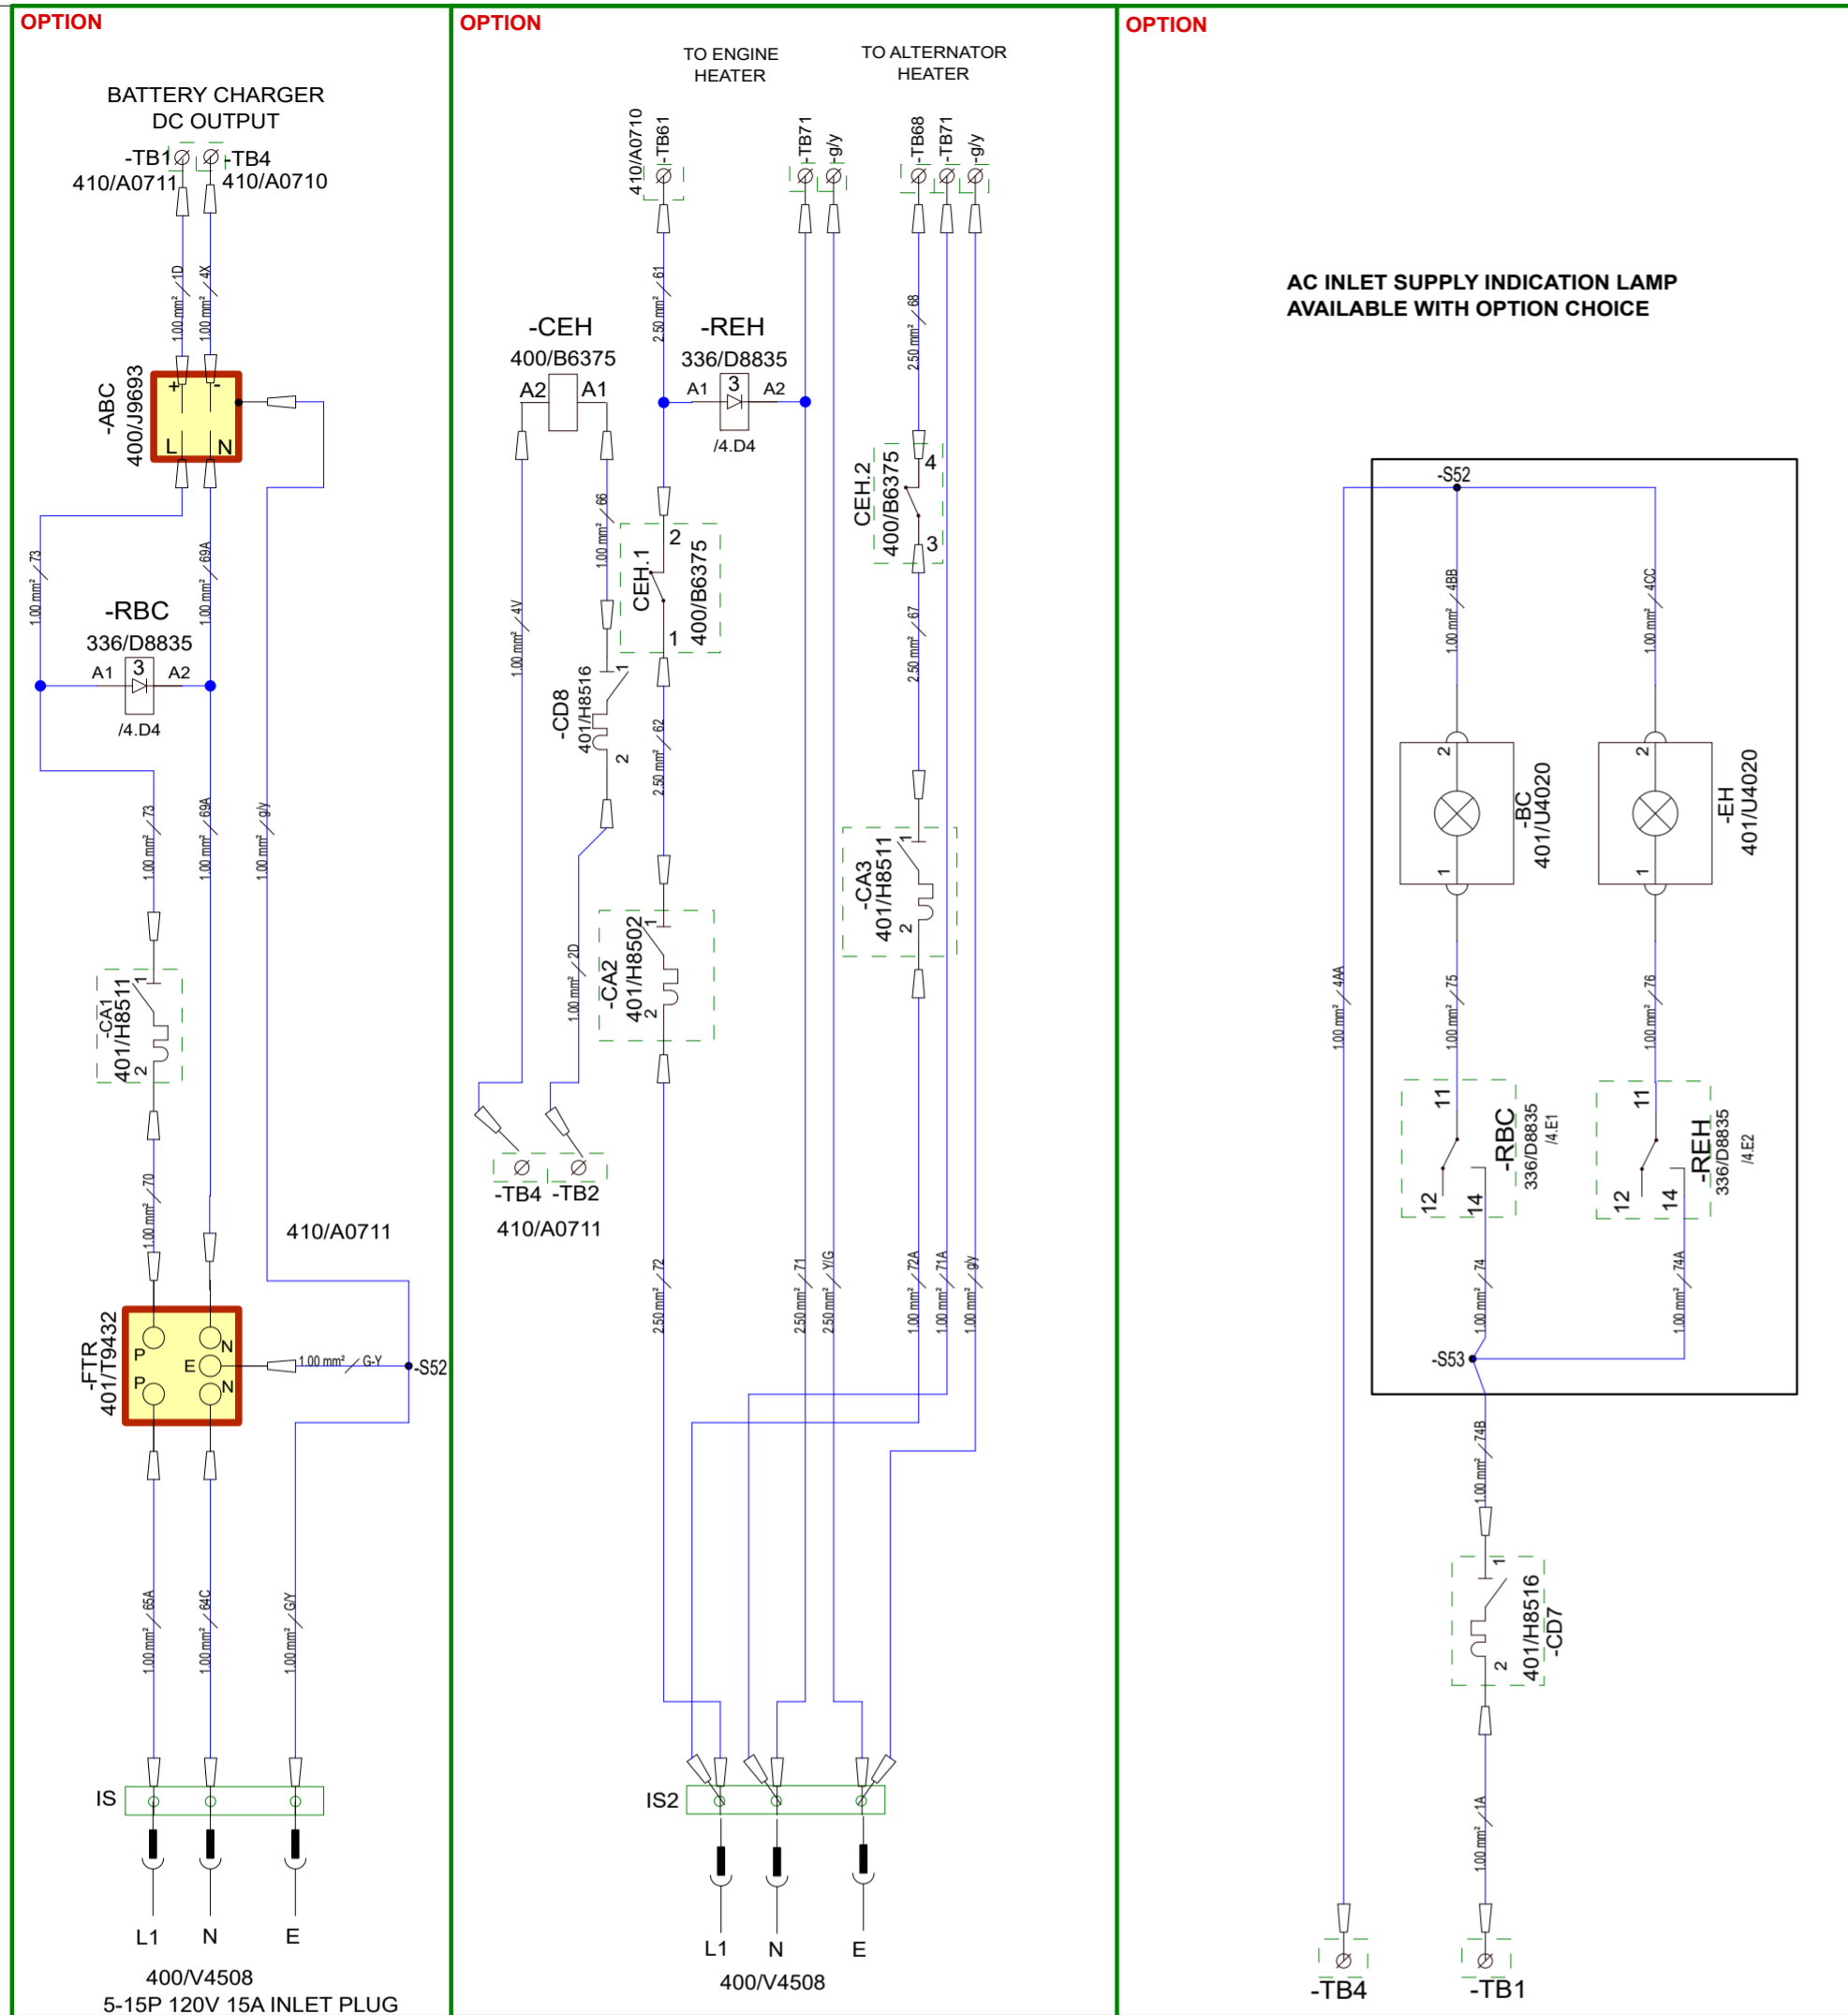 OPTION
BATTERY CHARGER
DC OUTPUT
-TB1
-TB4
410/A0711
410/A0710
1.00 mm² 1D
1.00 mm² 4X
-ABC
400/J9693
+ -
L N
1.00 mm² 73
1.00 mm² 69A
-RBC
336/D8835
A1 3 A2
/4.D4
1.00 mm² 73
1.00 mm² 69A
1.00 mm² g/y
-CA1
401/H8511
1
2
1.00 mm² 70
410/A0711
-FTR
401/T9432
P N
E
P N
1.00 mm² G-Y
-S52
1.00 mm² 65A
1.00 mm² 64C
1.00 mm² G/Y
IS
L1 N E
400/V4508
5-15P 120V 15A INLET PLUG
OPTION
TO ENGINE
HEATER
TO ALTERNATOR
HEATER
410/A0710
-TB61
-TB71
-g/y
-TB68
-TB71
-g/y
2.50 mm² 61
2.50 mm² 68
-CEH
400/B6375
A2 A1
-REH
336/D8835
A1 3 A2
/4.D4
1.00 mm² 66
CEH.1
400/B6375
2
1
CEH.2
400/B6375
4
3
1.00 mm² 4V
-CD8
401/H8516
1
2
2.50 mm² 62
2.50 mm² 67
-CA3
401/H8511
1
2
1.00 mm² 2D
-CA2
401/H8502
1
2
-TB4 -TB2
410/A0711
2.50 mm² 72
2.50 mm² 71
2.50 mm² Y/G
1.00 mm² 72A
1.00 mm² 71A
1.00 mm² g/y
IS2
L1 N E
400/V4508
OPTION
AC INLET SUPPLY INDICATION LAMP
AVAILABLE WITH OPTION CHOICE
-S52
1.00 mm² 4BB
1.00 mm² 4CC
2
1
-BC
401/U4020
2
1
-EH
401/U4020
1.00 mm² 4AA
1.00 mm² 75
1.00 mm² 76
11
12
14
-RBC
336/D8835
/4.E1
11
12
14
-REH
336/D8835
/4.E2
1.00 mm² 74
1.00 mm² 74A
-S53
1.00 mm² 74B
1
2
401/H8516
-CD7
1.00 mm² 1A
-TB4
-TB1